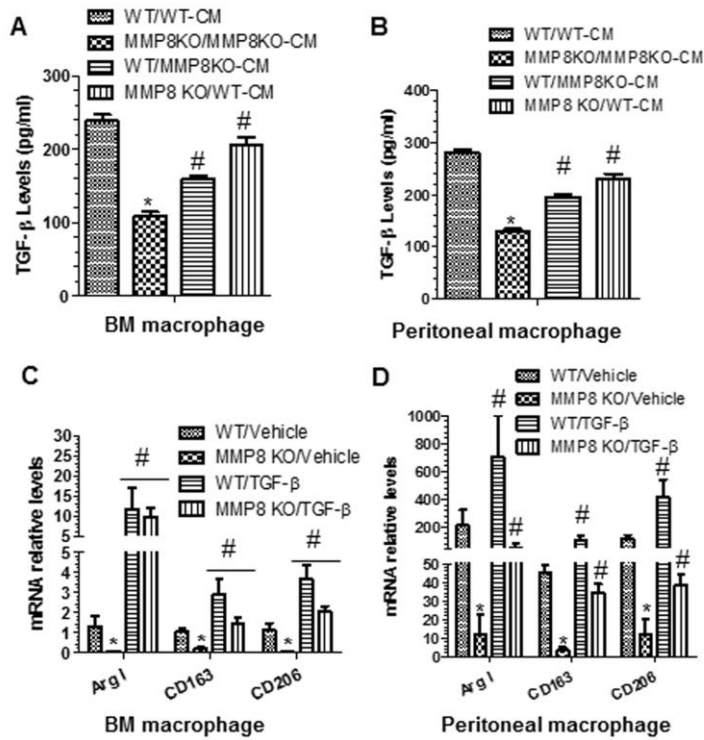 A
WT/WT-CM
MMP8KO/MMP8KO-CM
WT/MMP8KO-CM
MMP8 KO/WT-CM
TGF-β Levels (pg/ml)
300
200
100
0
*
#
#
BM macrophage
B
WT/WT-CM
MMP8KO/MMP8KO-CM
WT/MMP8KO-CM
MMP8 KO/WT-CM
TGF-β Levels (pg/ml)
400
300
200
100
0
*
#
#
Peritoneal macrophage
C
WT/Vehicle
MMP8 KO/Vehicle
WT/TGF-β
MMP8 KO/TGF-β
mRNA relative levels
30
25
20
15
10
5
5
4
3
2
1
0
#
#
#
*
*
*
Arg I
CD163
CD206
BM macrophage
D
WT/Vehicle
MMP8 KO/Vehicle
WT/TGF-β
MMP8 KO/TGF-β
mRNA relative levels
1000
800
600
400
200
50
40
30
20
10
0
#
#
#
#
#
#
*
*
*
Arg I
CD163
CD206
Peritoneal macrophage